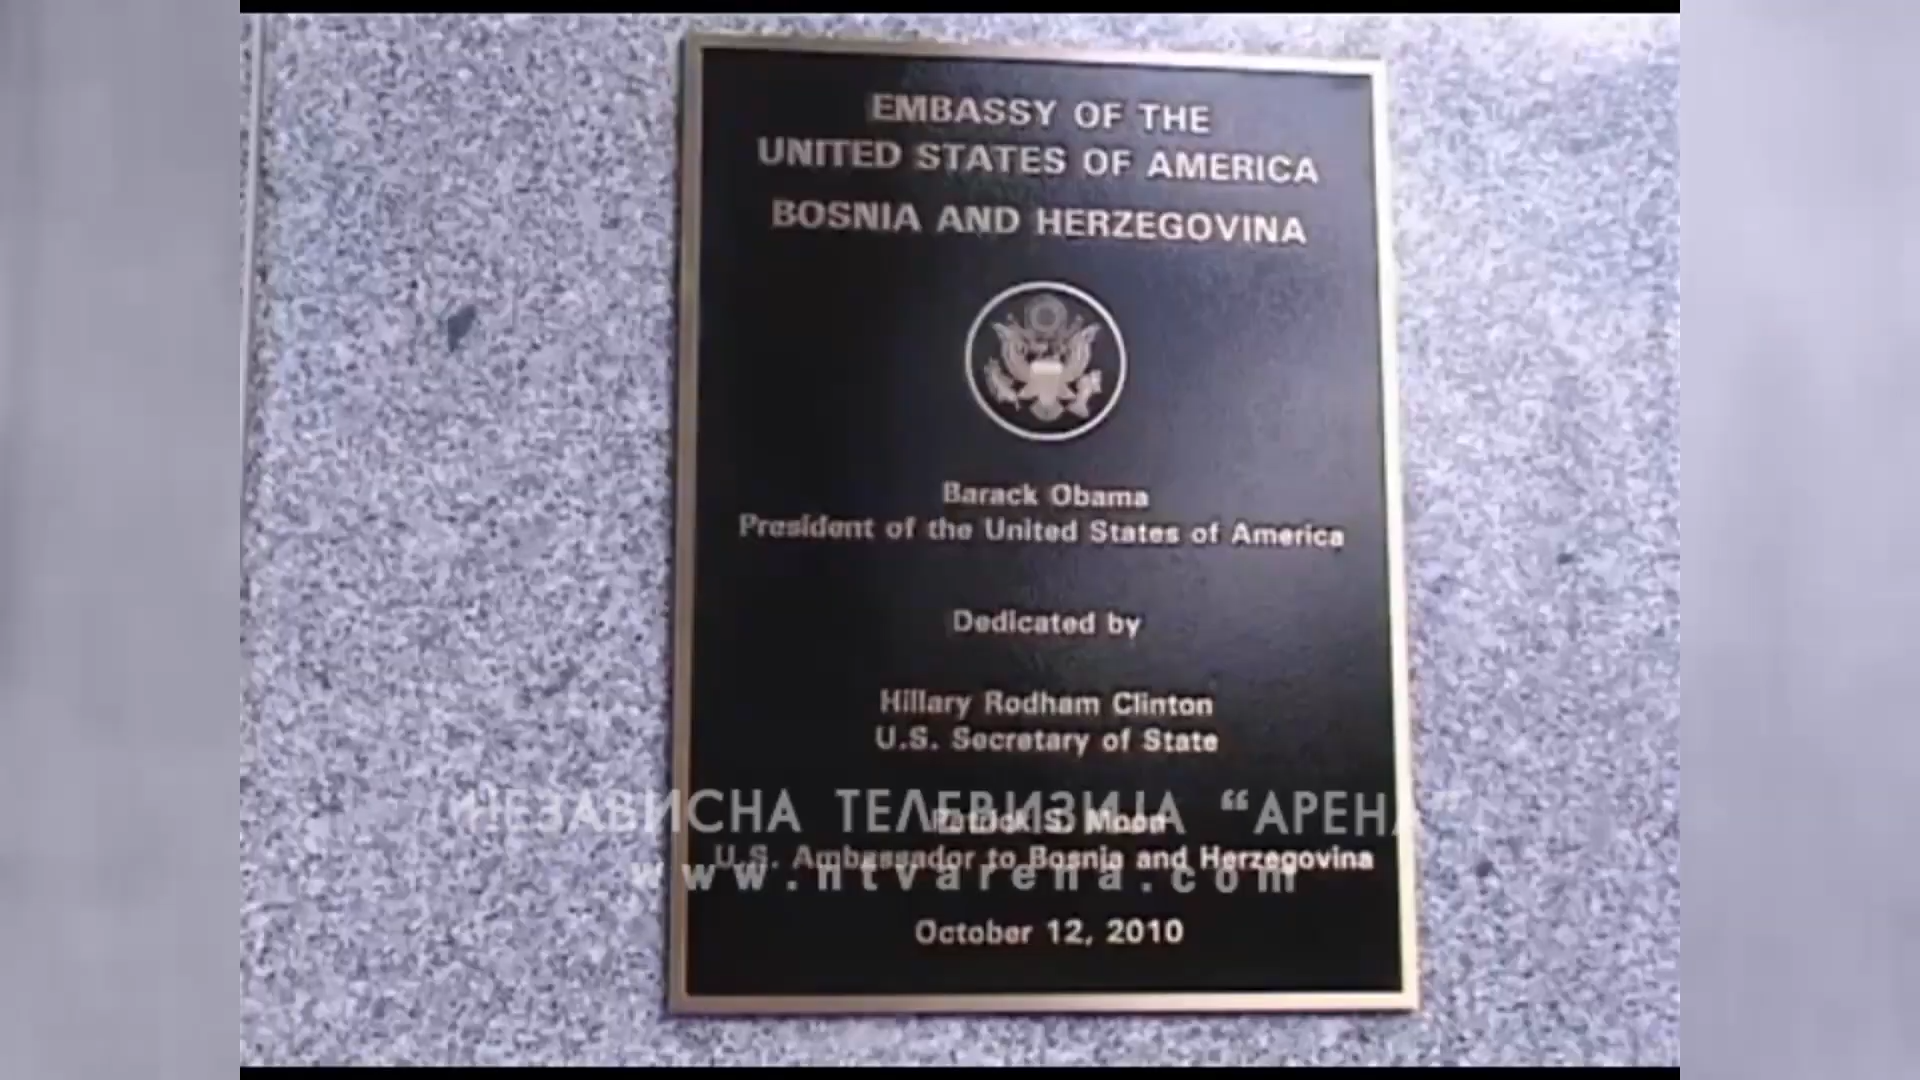 EMBASSY OF THE
UNITED STATES OF AMERICA
BOSNIA AND HERZEGOVINA
Barack Obama
President of the United States of America
Dedicated by
Hillary Rodham Clinton
U.S. Secretary of State
НЕЗАВИСНА ТЕЛЕВИЗИЈА “АРЕНА”
Patrick S. Moon
U.S. Ambassador to Bosnia and Herzegovina
www.ntvarena.com
October 12, 2010